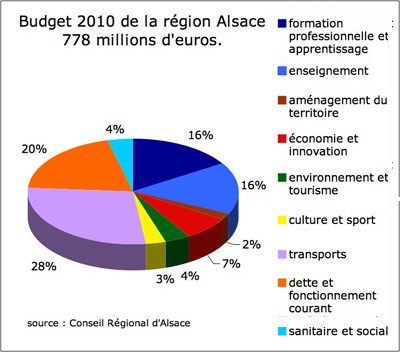 Budget 2010 de la région Alsace
778 millions d'euros.
formation
professionnelle et
apprentissage
enseignement
aménagement du
territoire
économie et
innovation
environnement et
tourisme
culture et sport
transports
dette et
fonctionnement
courant
sanitaire et social
4%
16%
20%
16%
2%
7%
4%
3%
28%
source : Conseil Régional d'Alsace